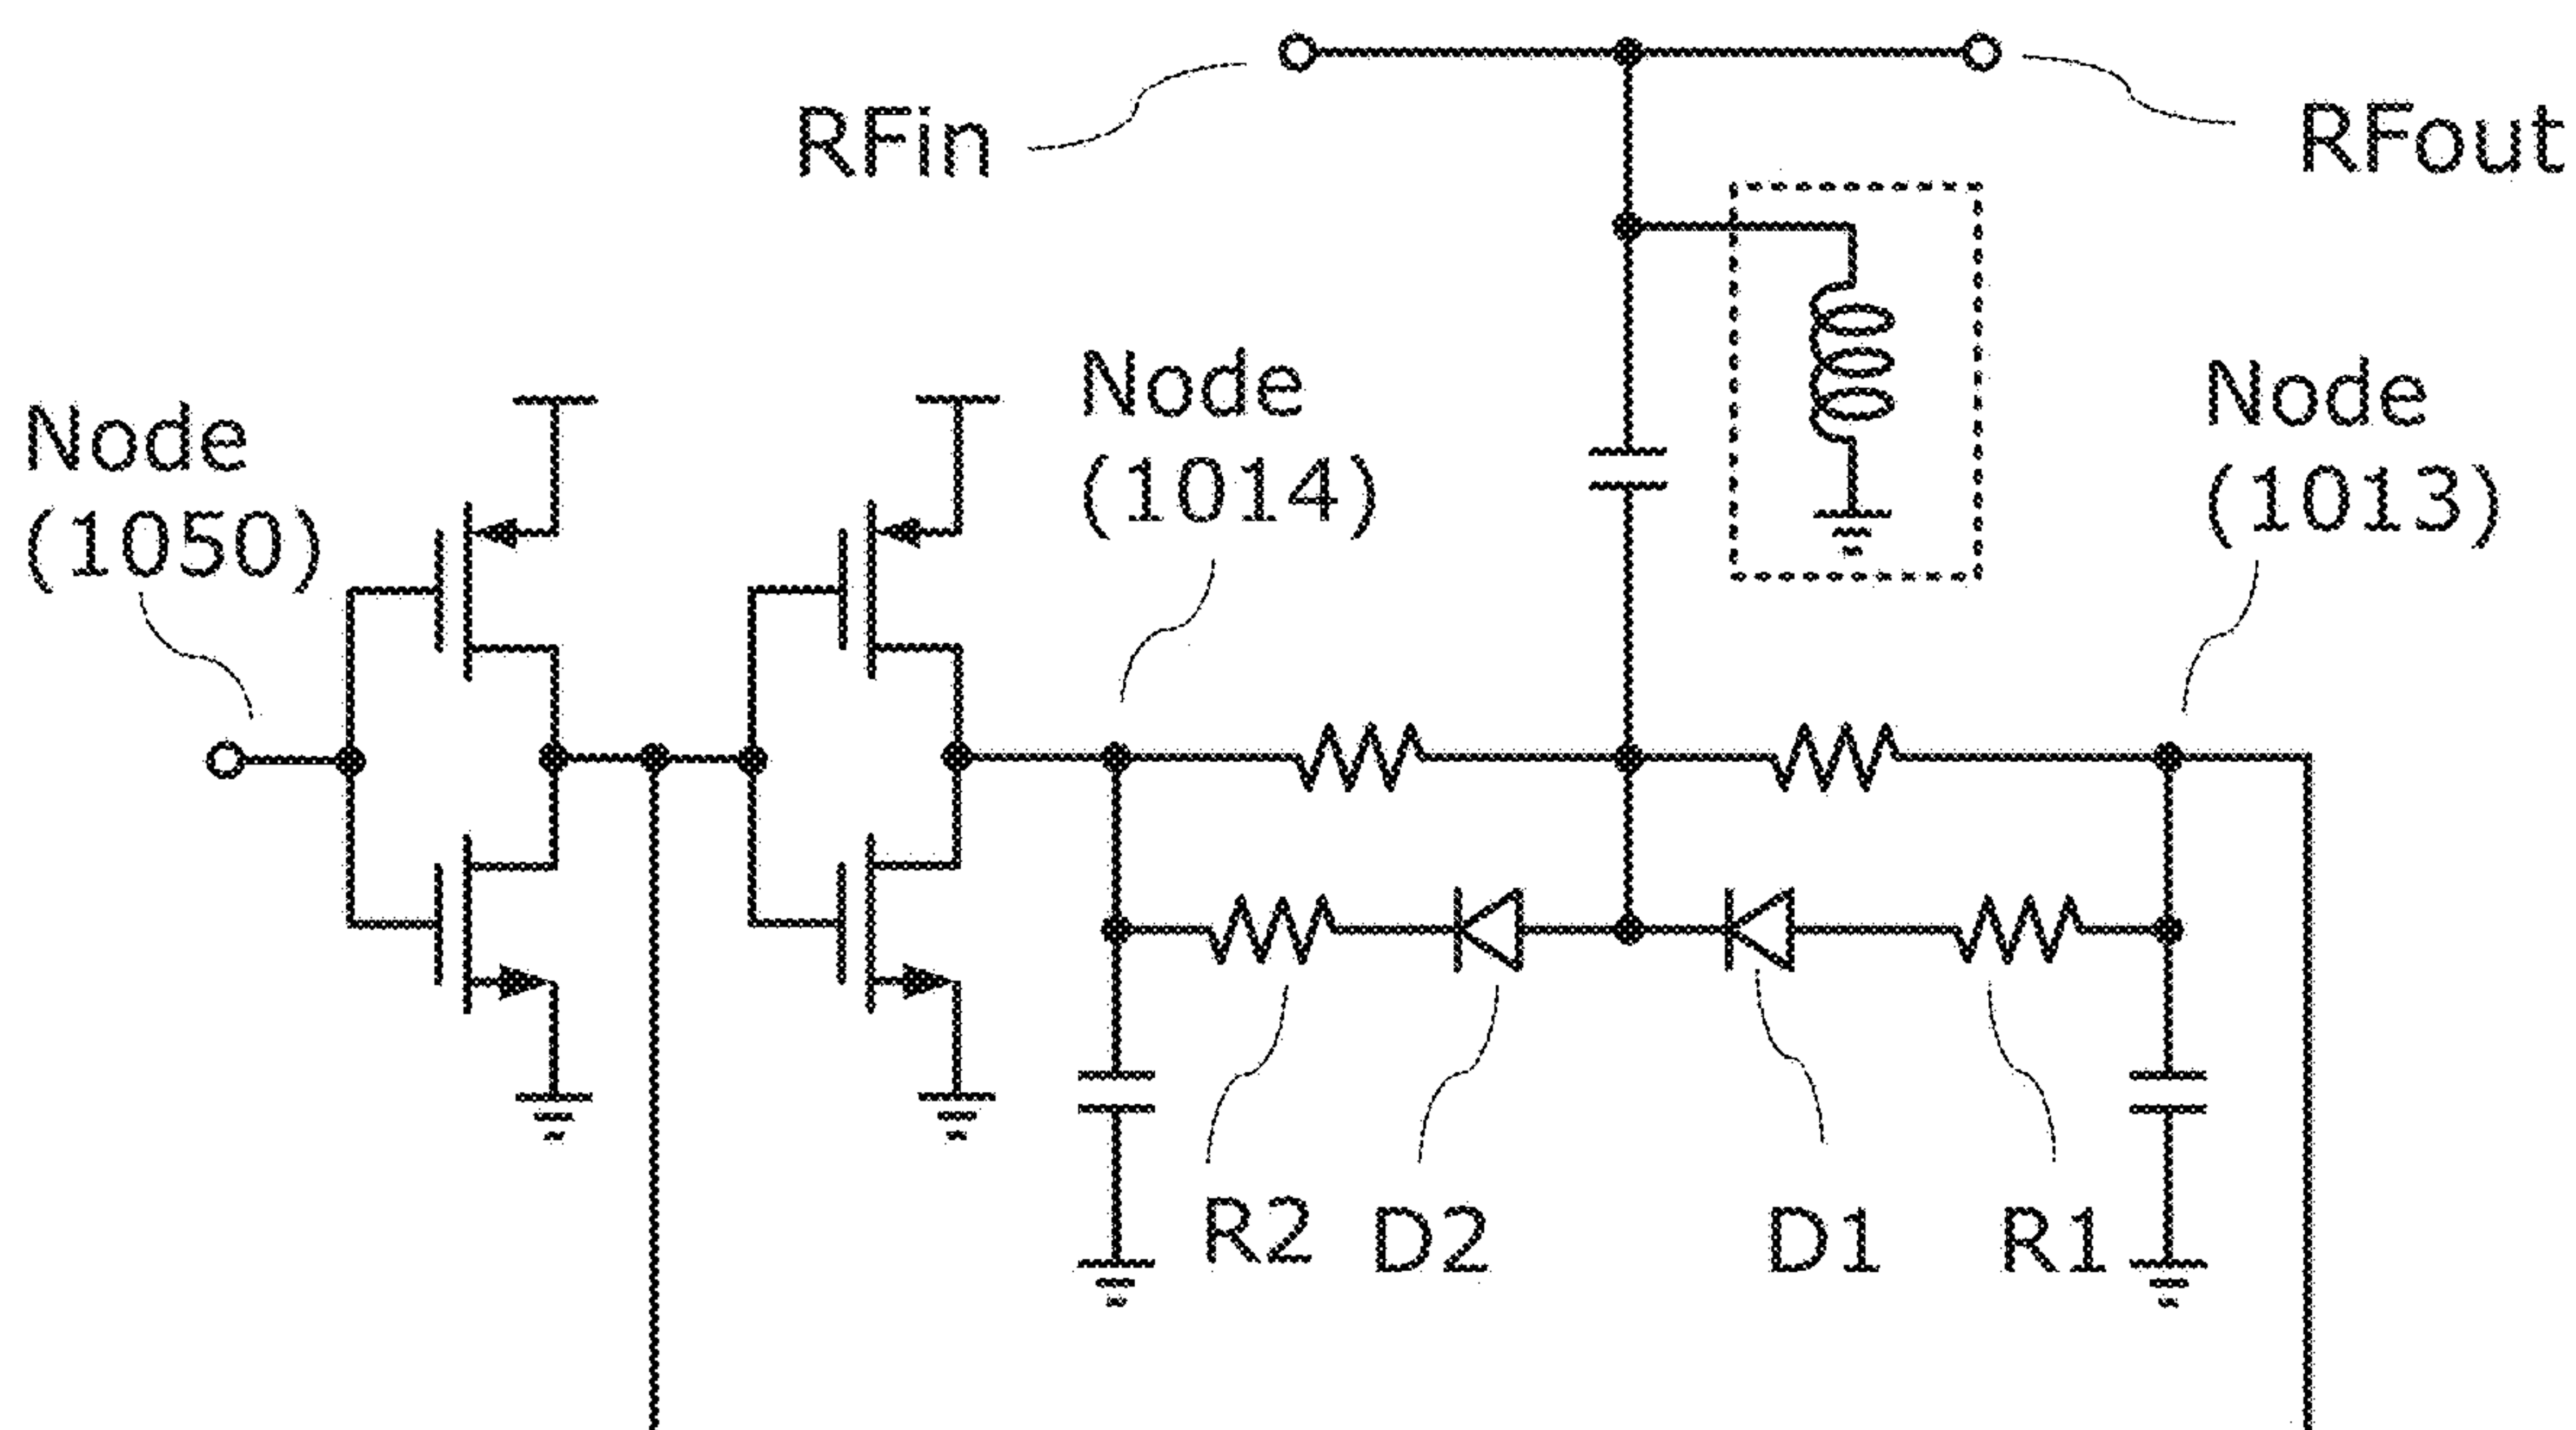 RFin
RFout
Node
(1050)
Node
(1014)
Node
(1013)
R2
D2
D1
R1